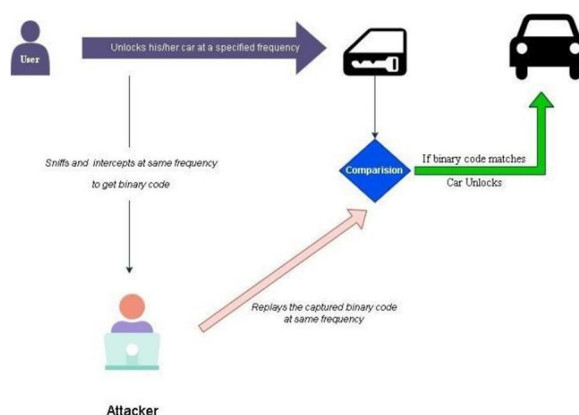 User
Unlocks his/her car at a specified frequency
Sniffs and intercepts at same frequency
to get binary code
Comparision
If binary code matches
Car Unlocks
Replays the captured binary code
at same frequency
Attacker